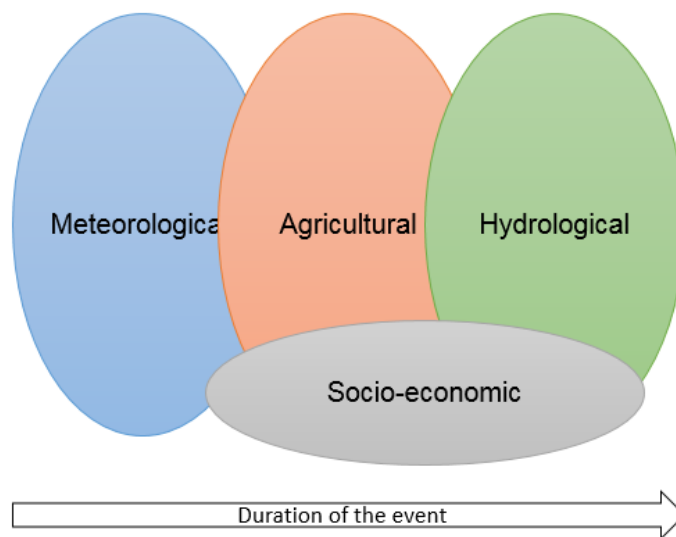 Meteorologica
Agricultural
Hydrological
Socio-economic
Duration of the event